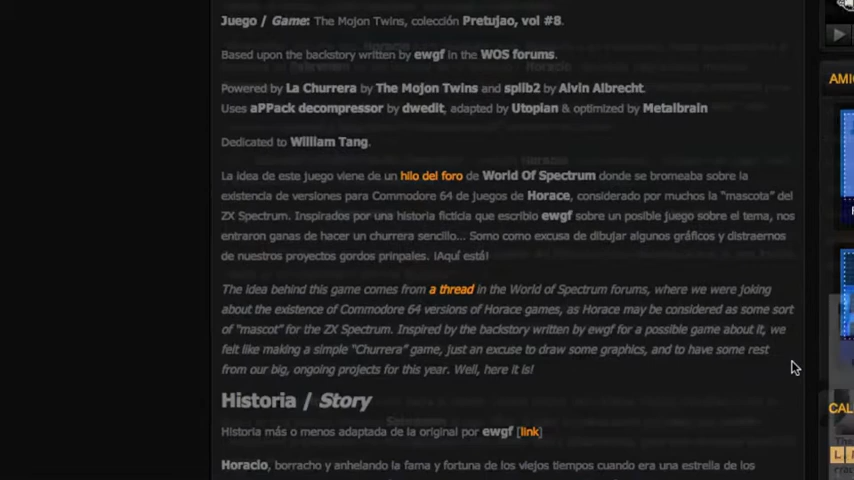 Juego / Game: The Mojon Twins, colección Pretujao, vol #8.
Based upon the backstory written by ewgf in the WOS forums.
Powered by La Churrera by The Mojon Twins and splib2 by Alvin Albrecht.
Uses aPPack decompressor by dwedit, adapted by Utopian & optimized by Metalbrain
Dedicated to William Tang.
La idea de este juego viene de un hilo del foro de World Of Spectrum donde se bromeaba sobre la
existencia de versiones para Commodore 64 de juegos de Horace, considerado por muchos la “mascota” del
ZX Spectrum. Inspirados por una historia ficticia que escribio ewgf sobre un posible juego sobre el tema, nos
entraron ganas de hacer un churrera sencillo... Somo como excusa de dibujar algunos gráficos y distraernos
de nuestros proyectos gordos prinpales. ¡Aquí está!
The idea behind this game comes from a thread in the World of Spectrum forums, where we were joking
about the existence of Commodore 64 versions of Horace games, as Horace may be considered as some sort
of “mascot” for the ZX Spectrum. Inspired by the backstory written by ewgf for a possible game about it, we
felt like making a simple “Churrera” game, just an excuse to draw some graphics, and to have some rest
from our big, ongoing projects for this year. Well, here it is!
Historia / Story
Historia más o menos adaptada de la original por ewgf [link]
Horacio, borracho y anhelando la fama y fortuna de los viejos tiempos cuando era una estrella de los
AMI
CAL